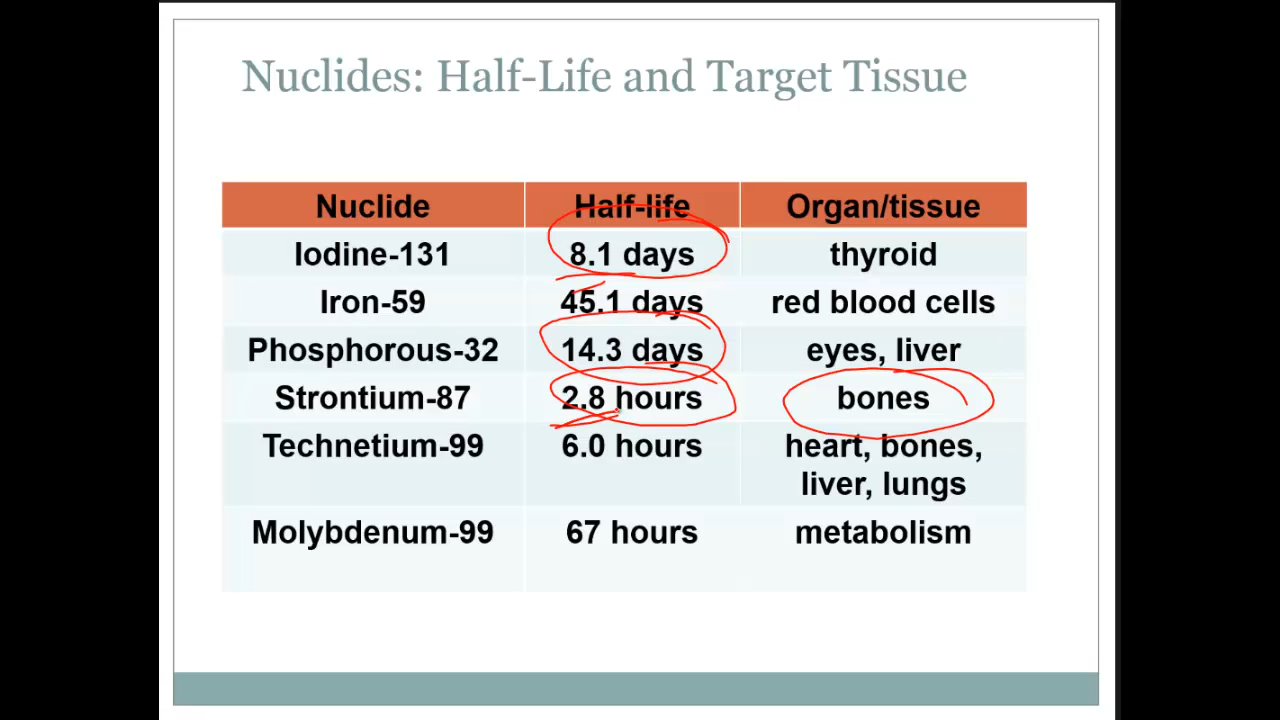 Nuclides: Half-Life and Target Tissue
Nuclide Half-life Organ/tissue
Iodine-131 8.1 days thyroid
Iron-59 45.1 days red blood cells
Phosphorous-32 14.3 days eyes, liver
Strontium-87 2.8 hours bones
Technetium-99 6.0 hours heart, bones,
liver, lungs
Molybdenum-99 67 hours metabolism